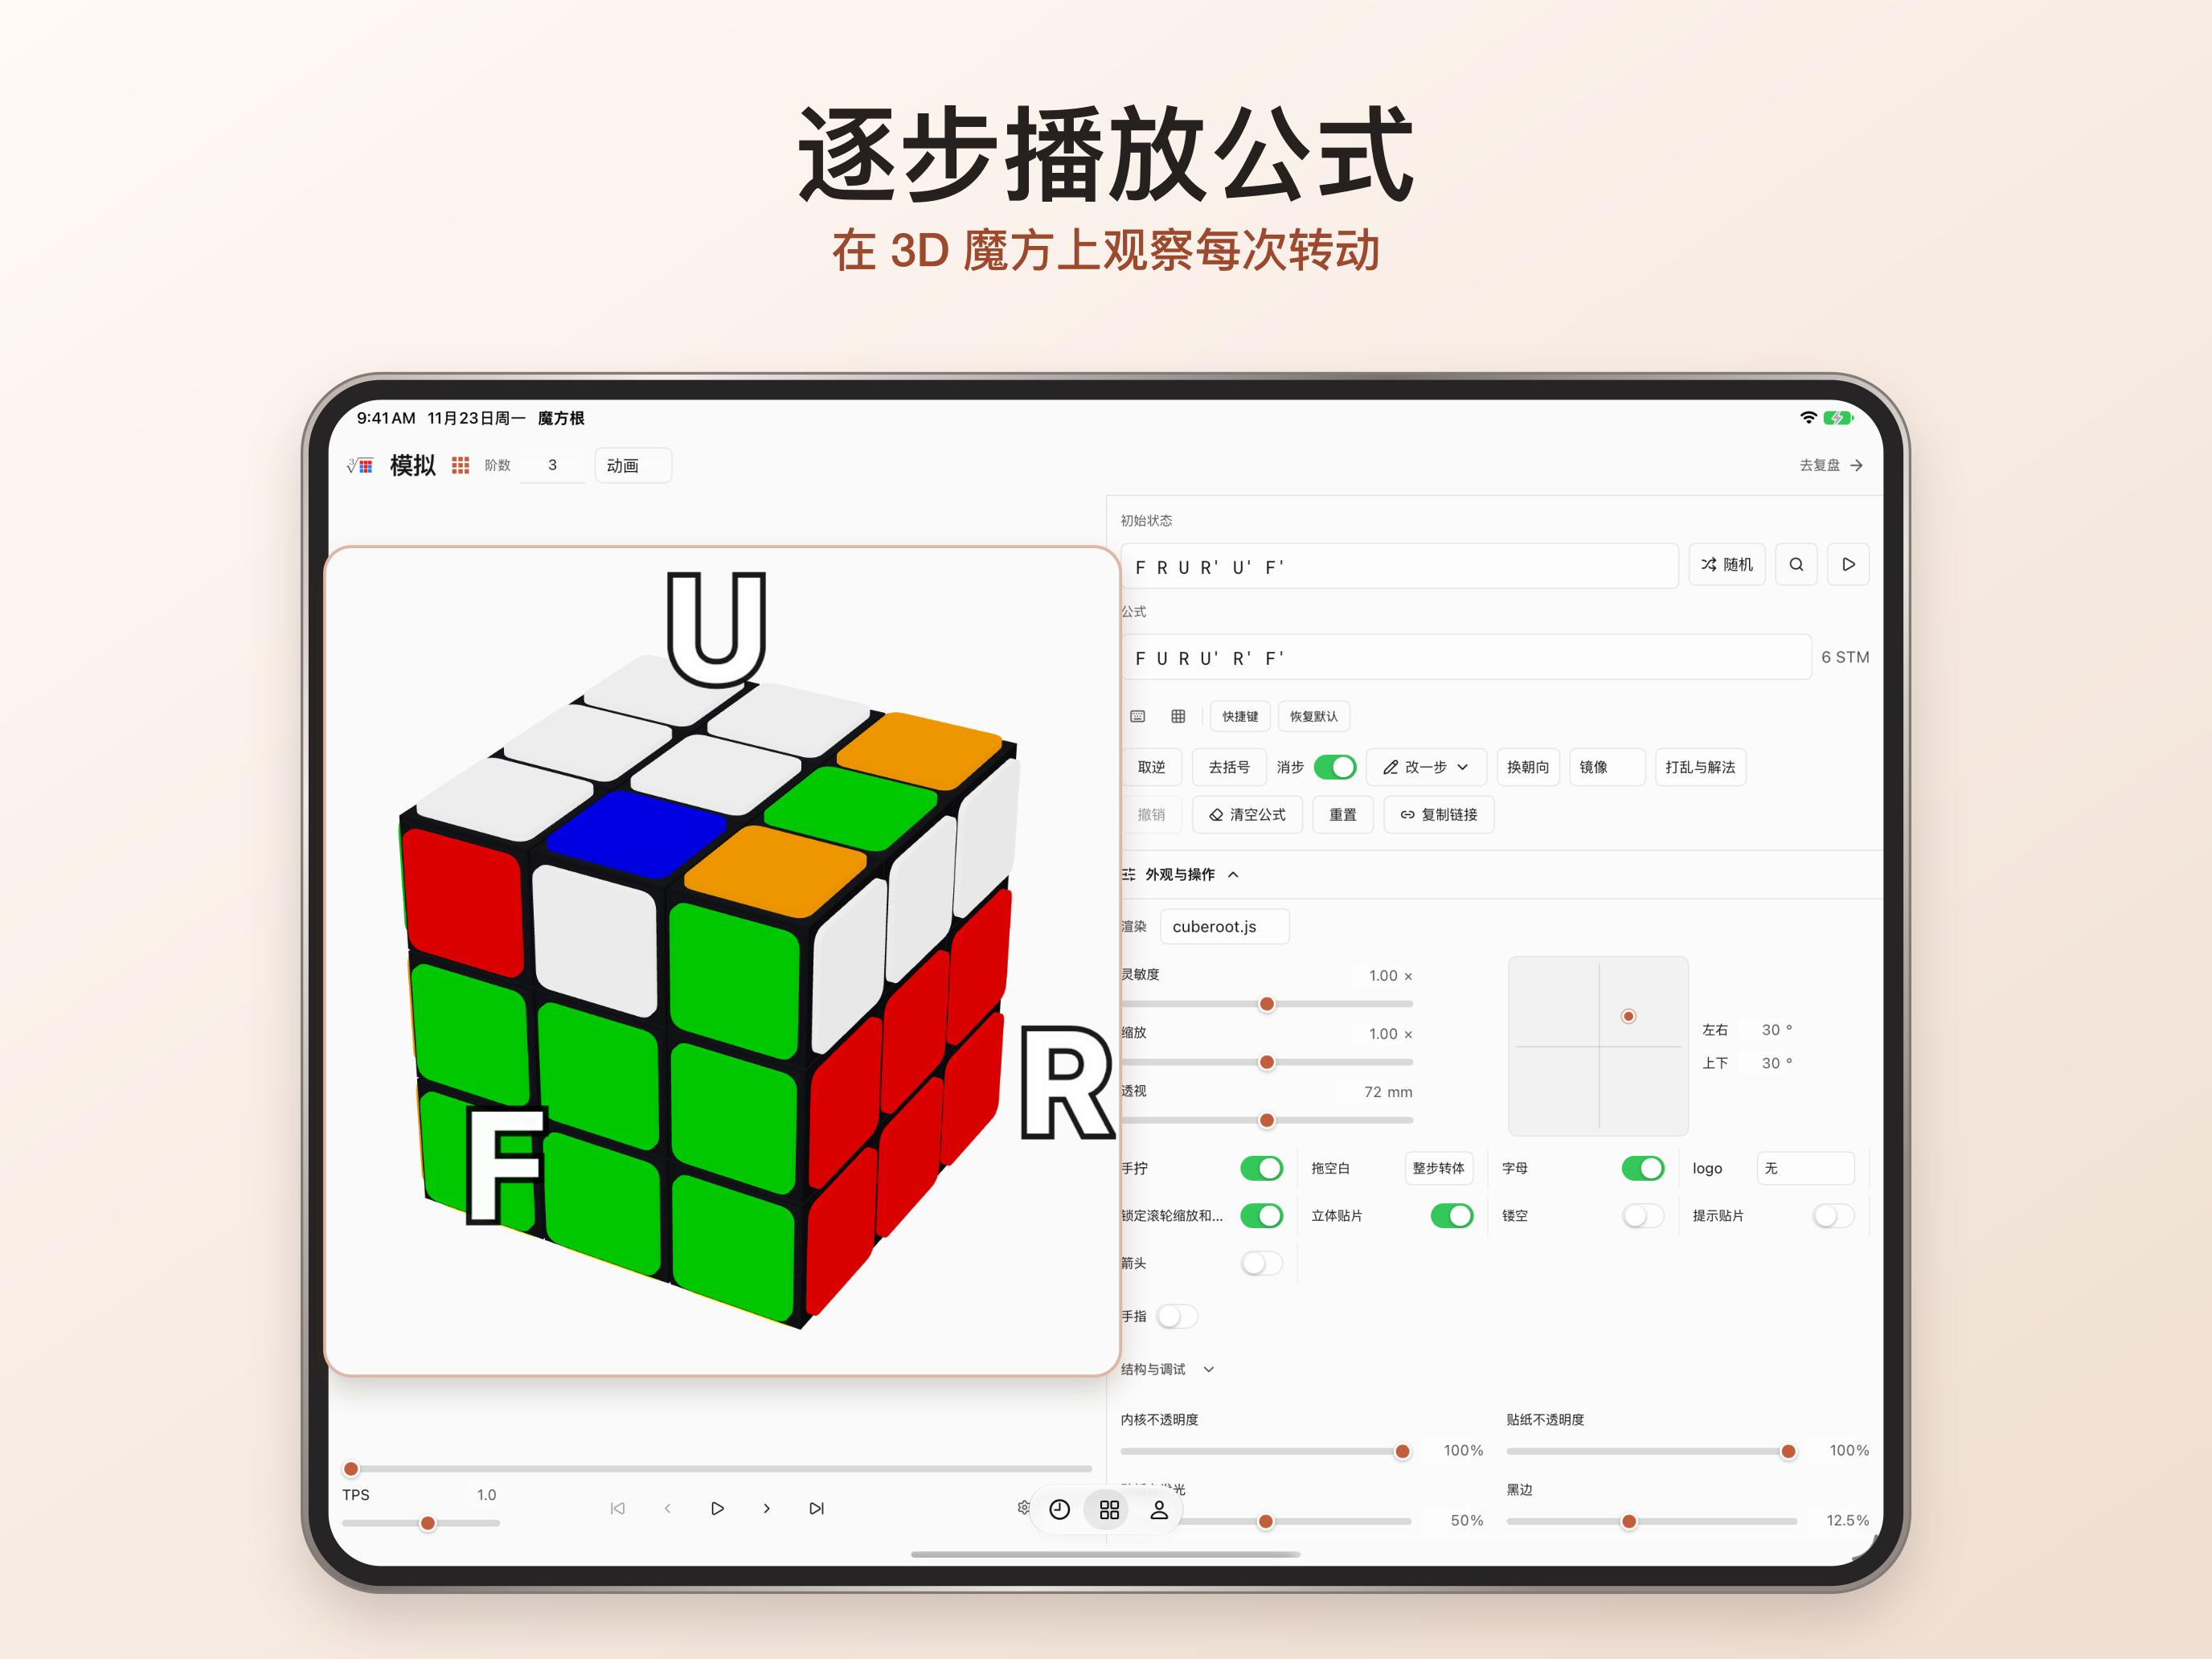 逐步播放公式
在 3D 魔方上观察每次转动
9:41 AM 11月23日周一 魔方根
模拟 阶数 3 动画 去复盘
初始状态
F R U R' U' F' 随机
公式
F U R U' R' F' 6 STM
快捷键 恢复默认
取逆 去括号 消步 改一步 换朝向 镜像 打乱与解法
撤销 清空公式 重置 复制链接
外观与操作
渲染 cuberoot.js
灵敏度 1.00 ×
缩放 1.00 ×
透视 72 mm
左右 30 °
上下 30 °
手拧 拖空白 整步转体 字母 logo 无
锁定滚轮缩放和... 立体贴片 镂空 提示贴片
箭头
手指
结构与调试
内核不透明度 100%
贴纸不透明度 100%
光 50%
黑边 12.5%
U
F
R
TPS 1.0